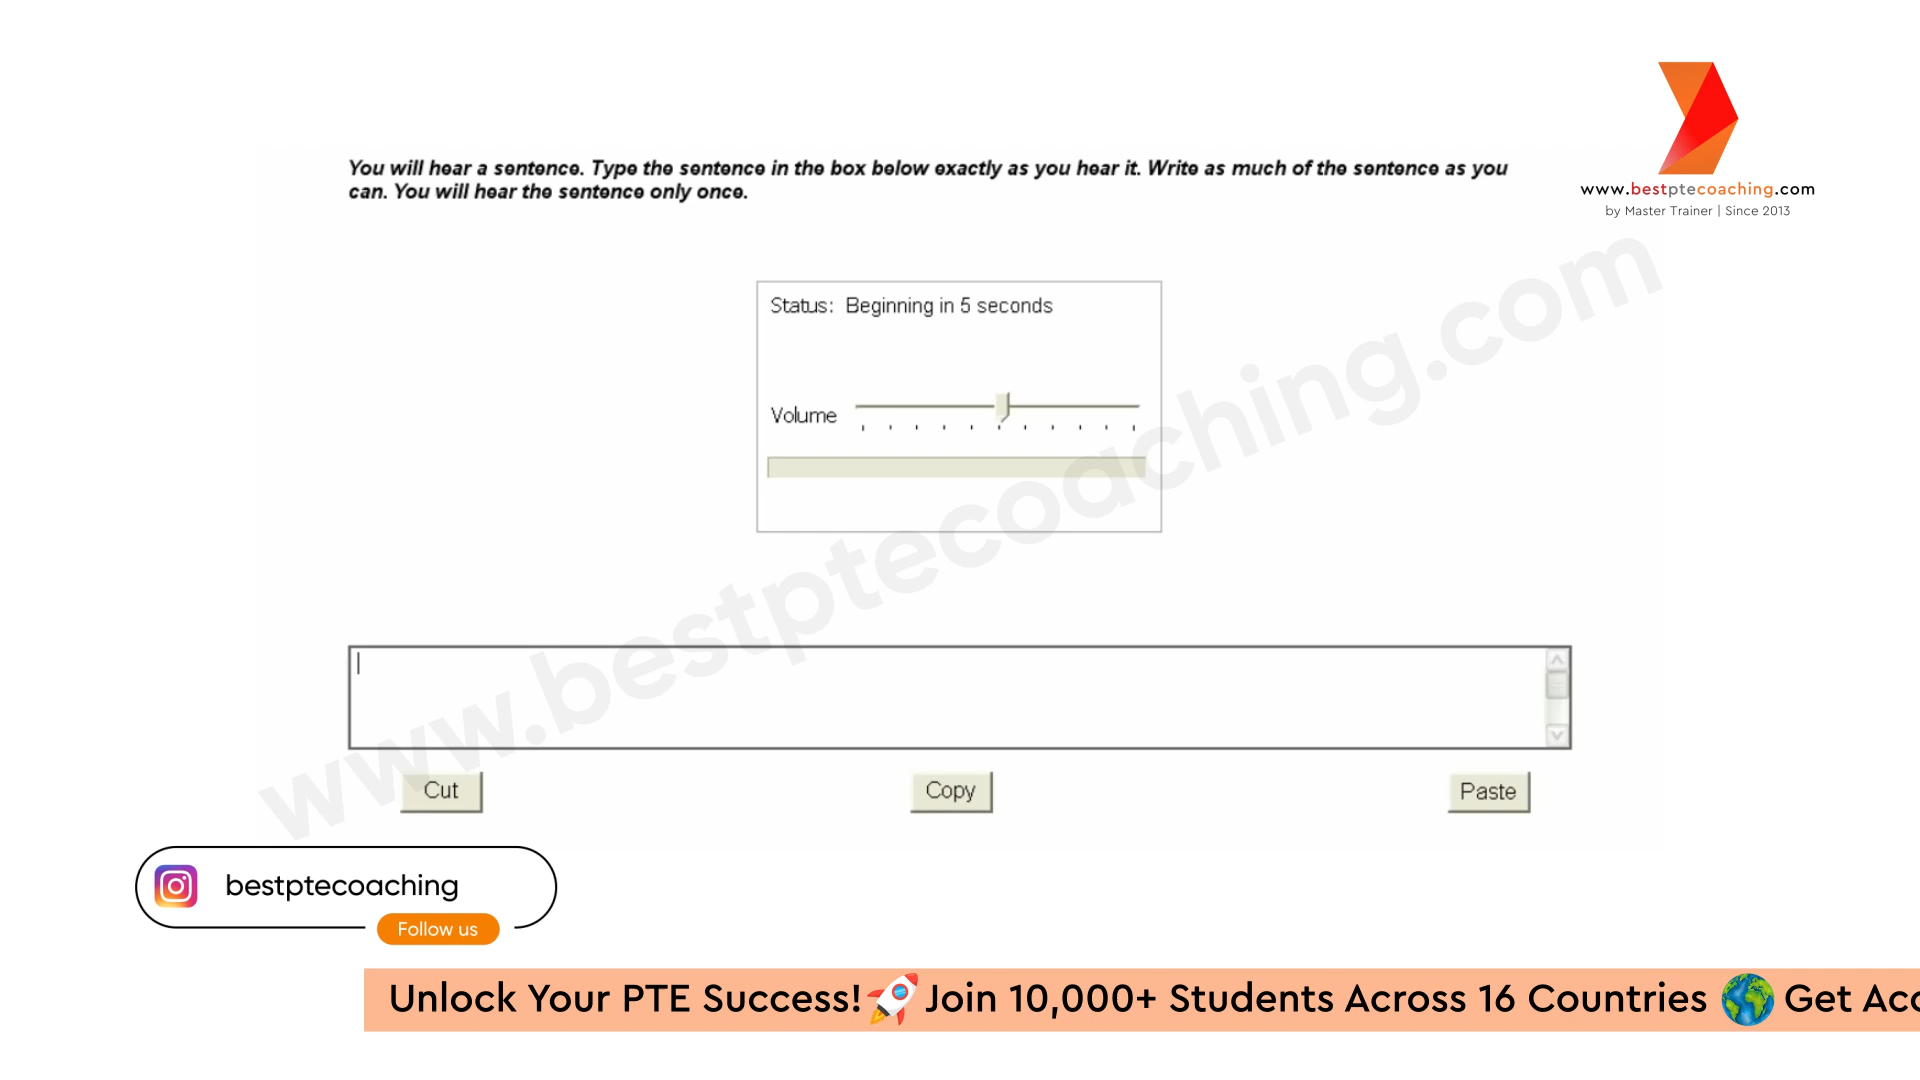 You will hear a sentence. Type the sentence in the box below exactly as you hear it. Write as much of the sentence as you
can. You will hear the sentence only once.
www.bestptecoaching.com
by Master Trainer | Since 2013
Status: Beginning in 5 seconds
Volume
www.bestptecoaching.com
Cut
Copy
Paste
bestptecoaching
Follow us
Unlock Your PTE Success!🚀Join 10,000+ Students Across 16 Countries 🌍 Get